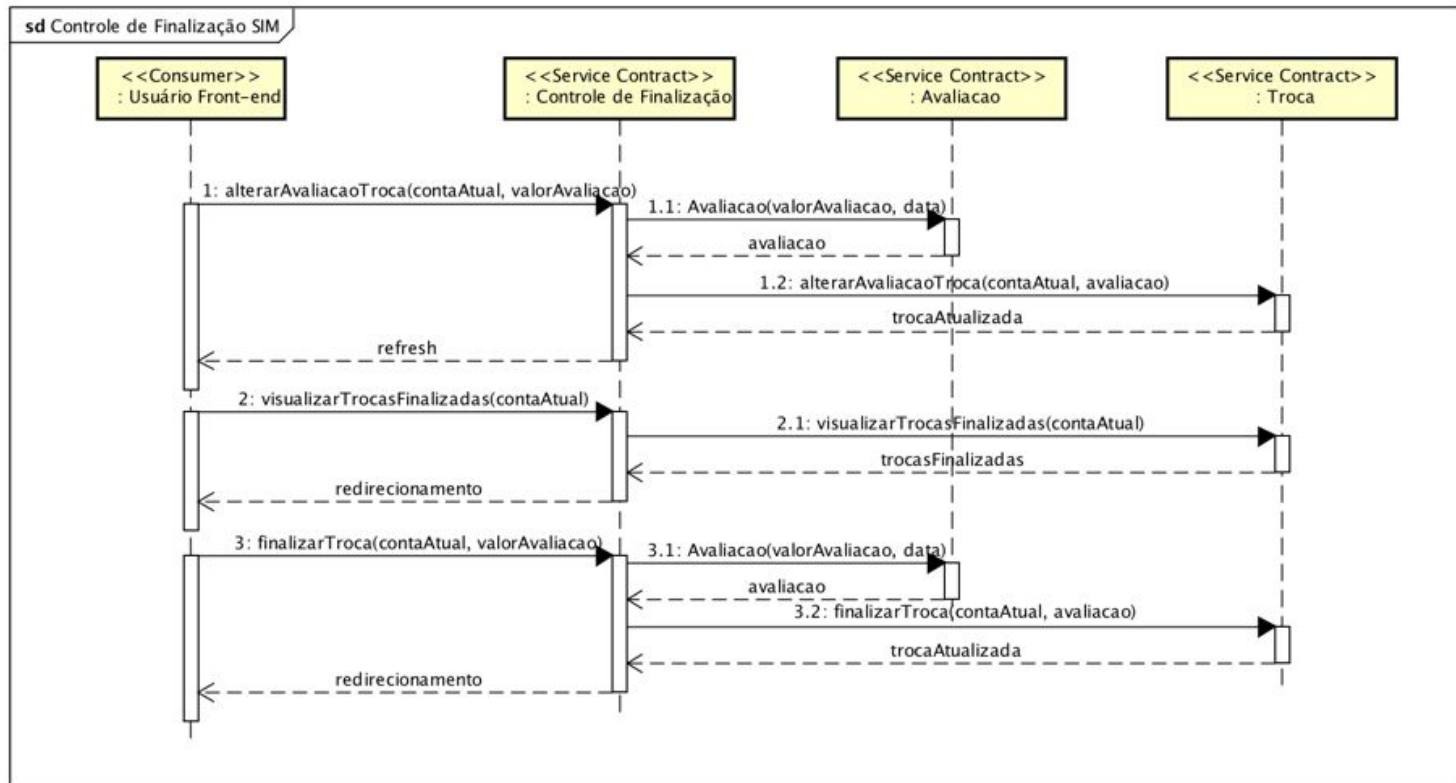 sd Controle de Finalização SIM
<<Consumer>>
: Usuário Front-end
<<Service Contract>>
: Controle de Finalização
<<Service Contract>>
: Avaliacao
<<Service Contract>>
: Troca
1: alterarAvaliacaoTroca(contaAtual, valorAvaliacao)
1.1: Avaliacao(valorAvaliacao, data)
avaliacao
1.2: alterarAvaliacaoTroca(contaAtual, avaliacao)
trocaAtualizada
refresh
2: visualizarTrocasFinalizadas(contaAtual)
2.1: visualizarTrocasFinalizadas(contaAtual)
trocasFinalizadas
redirecionamento
3: finalizarTroca(contaAtual, valorAvaliacao)
3.1: Avaliacao(valorAvaliacao, data)
avaliacao
3.2: finalizarTroca(contaAtual, avaliacao)
trocaAtualizada
redirecionamento